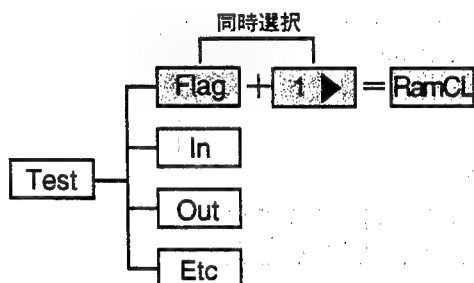 同時選択
Flag + 1 ▶ = RamCL
In
Test
Out
Etc